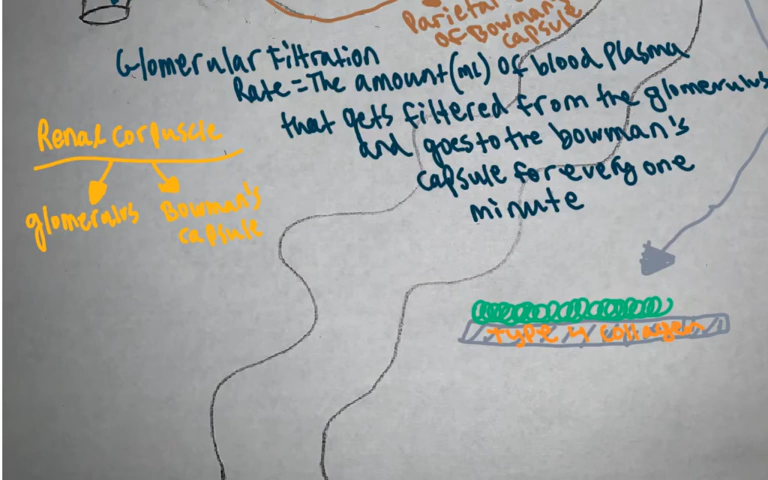 Parietal
of Bowman's
capsule
Glomerular Filtration
Rate = The amount (mL) of blood plasma
that gets filtered from the glomerulus
and goes to the bowman's
capsule for every one
minute
Renal corpuscle
glomerulus
Bowman's
capsule
type 4 collagen